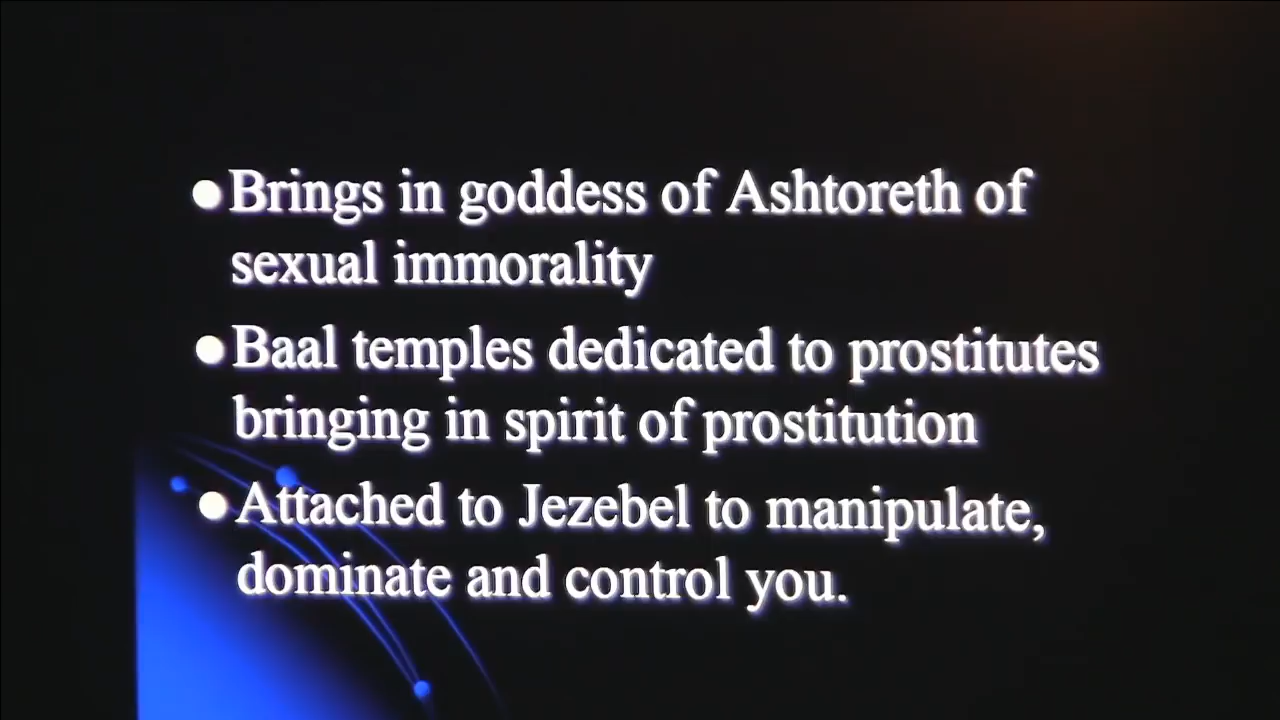 ●Brings in goddess of Ashtoreth of
sexual immorality
●Baal temples dedicated to prostitutes
bringing in spirit of prostitution
●Attached to Jezebel to manipulate,
dominate and control you.